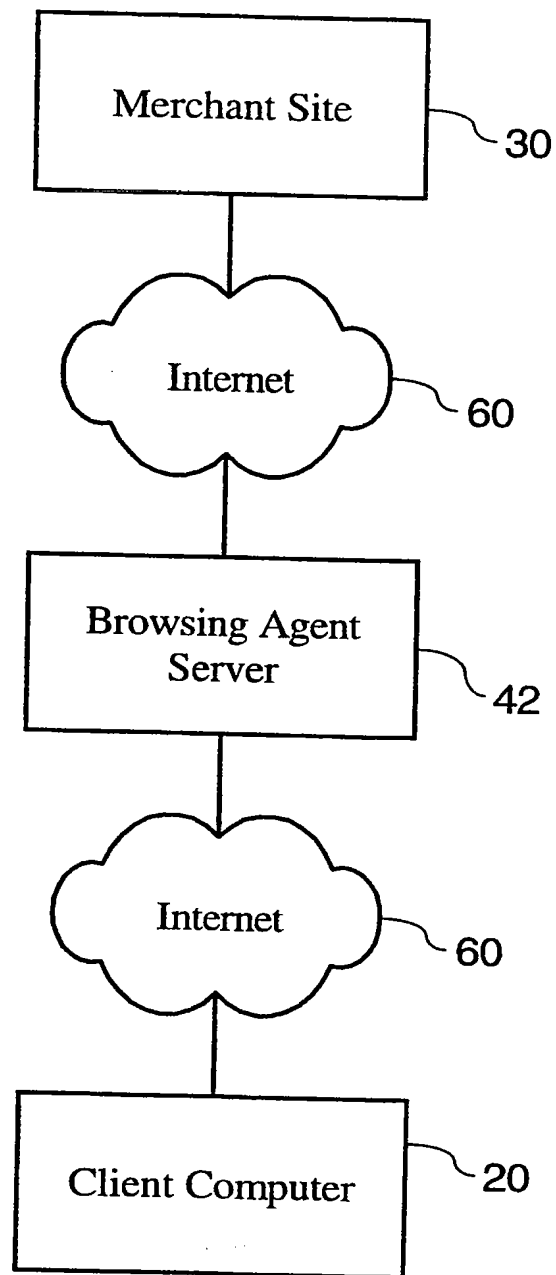 Merchant Site
30
Internet
60
Browsing Agent
Server
42
Internet
60
Client Computer
20